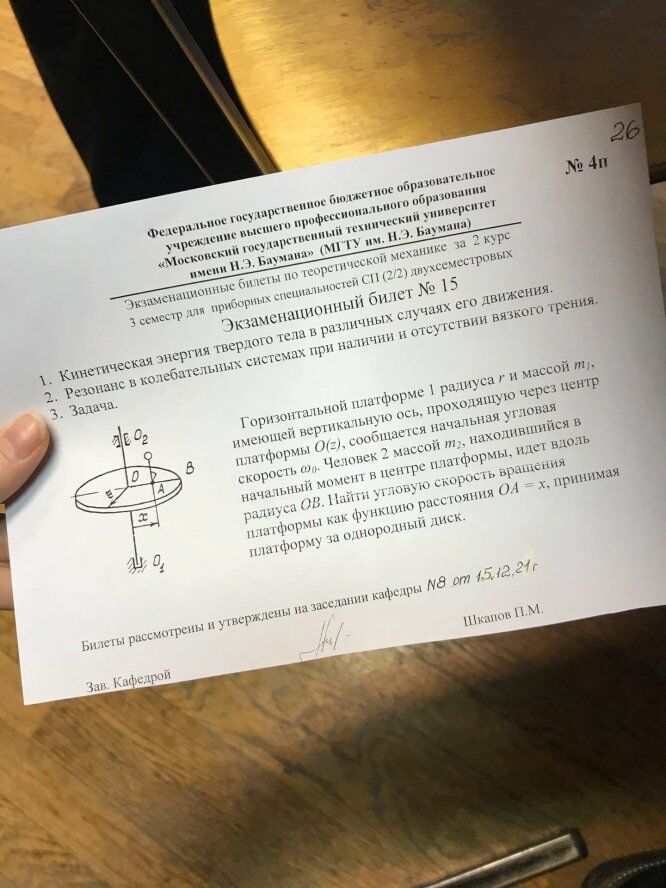 26
№ 4п
Федеральное государственное бюджетное образовательное
учреждение высшего профессионального образования
«Московский государственный технический университет
имени Н.Э. Баумана» (МГТУ им. Н.Э. Баумана)
Экзаменационные билеты по теоретической механике за 2 курс
3 семестр для приборных специальностей СП (2/2) двухсеместровых
Экзаменационный билет № 15
1. Кинетическая энергия твердого тела в различных случаях его движения.
2. Резонанс в колебательных системах при наличии и отсутствии вязкого трения.
3. Задача.
Горизонтальной платформе 1 радиуса r и массой m₁,
имеющей вертикальную ось, проходящую через центр
платформы O(z), сообщается начальная угловая
скорость ω₀. Человек 2 массой m₂, находившийся в
начальный момент в центре платформы, идет вдоль
радиуса OB. Найти угловую скорость вращения
платформы как функцию расстояния OA = x, принимая
платформу за однородный диск.
O₂
O
B
A
x
O₁
Билеты рассмотрены и утверждены на заседании кафедры №8 от 15.12.21г
Зав. Кафедрой
Шкапов П.М.